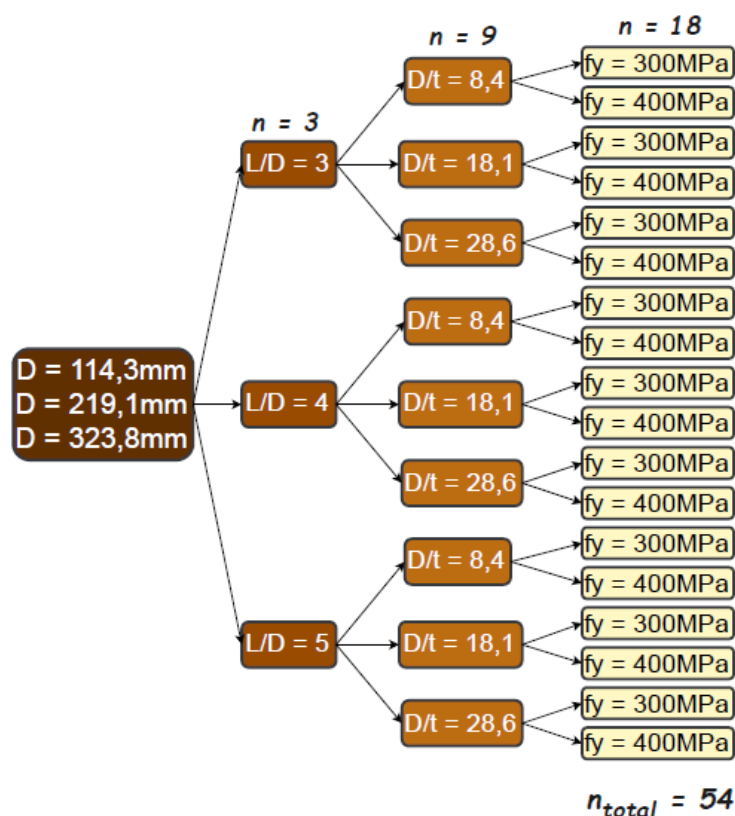 n = 3
n = 9
n = 18
D = 114,3mm
D = 219,1mm
D = 323,8mm
L/D = 3
D/t = 8,4
fy = 300MPa
fy = 400MPa
D/t = 18,1
fy = 300MPa
fy = 400MPa
D/t = 28,6
fy = 300MPa
fy = 400MPa
L/D = 4
D/t = 8,4
fy = 300MPa
fy = 400MPa
D/t = 18,1
fy = 300MPa
fy = 400MPa
D/t = 28,6
fy = 300MPa
fy = 400MPa
L/D = 5
D/t = 8,4
fy = 300MPa
fy = 400MPa
D/t = 18,1
fy = 300MPa
fy = 400MPa
D/t = 28,6
fy = 300MPa
fy = 400MPa
n_total = 54